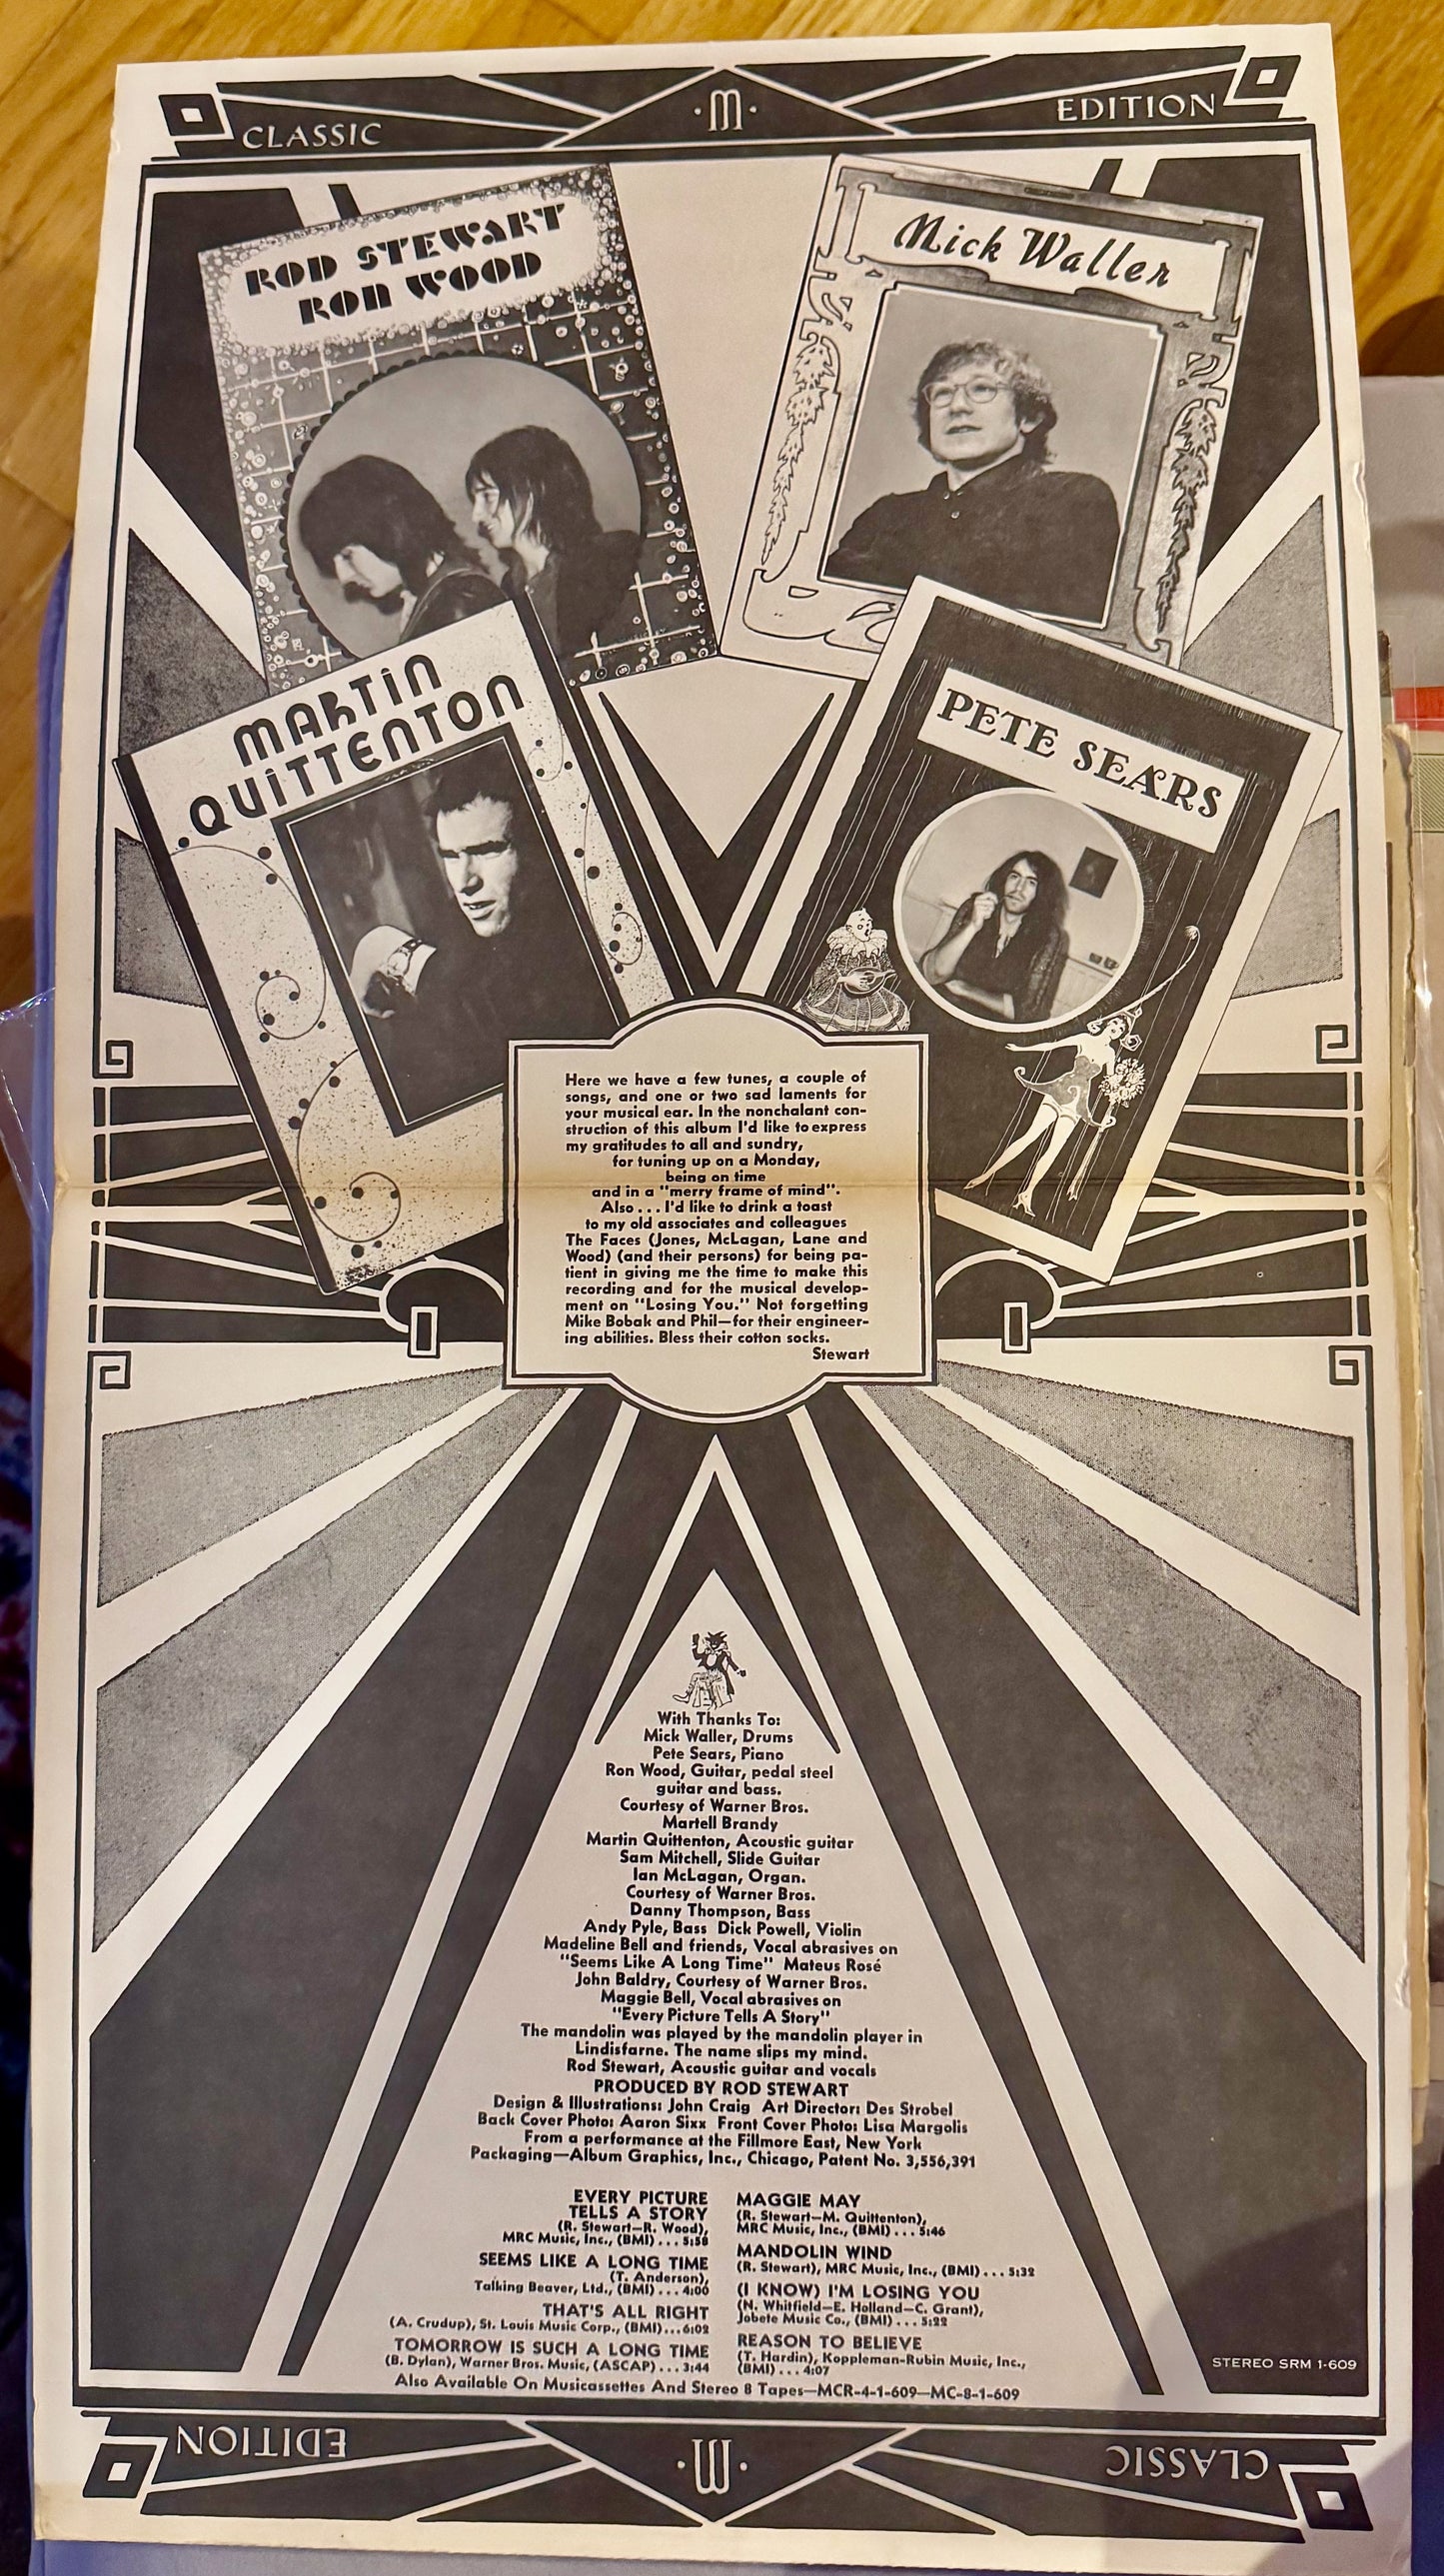 CLASSIC
·m·
EDITION
ROD STEWART
RON WOOD
Mick Waller
MARTIN
QUITTENTON
PETE SEARS
Here we have a few tunes, a couple of
songs, and one or two sad laments for
your musical ear. In the nonchalant con-
struction of this album I'd like to express
my gratitudes to all and sundry,
for tuning up on a Monday,
being on time
and in a "merry frame of mind".
Also . . . I'd like to drink a toast
to my old associates and colleagues
The Faces (Jones, McLagan, Lane and
Wood) (and their persons) for being pa-
tient in giving me the time to make this
recording and for the musical develop-
ment on "Losing You." Not forgetting
Mike Bobak and Phil—for their engineer-
ing abilities. Bless their cotton socks.
Stewart
With Thanks To:
Mick Waller, Drums
Pete Sears, Piano
Ron Wood, Guitar, pedal steel
guitar and bass.
Courtesy of Warner Bros.
Martell Brandy
Martin Quittenton, Acoustic guitar
Sam Mitchell, Slide Guitar
Ian McLagan, Organ.
Courtesy of Warner Bros.
Danny Thompson, Bass
Andy Pyle, Bass Dick Powell, Violin
Madeline Bell and friends, Vocal abrasives on
"Seems Like A Long Time" Mateus Rosé
John Baldry, Courtesy of Warner Bros.
Maggie Bell, Vocal abrasives on
"Every Picture Tells A Story"
The mandolin was played by the mandolin player in
Lindisfarne. The name slips my mind.
Rod Stewart, Acoustic guitar and vocals
PRODUCED BY ROD STEWART
Design & Illustrations: John Craig Art Director: Des Strobel
Back Cover Photo: Aaron Sixx Front Cover Photo: Lisa Margolis
From a performance at the Fillmore East, New York
Packaging—Album Graphics, Inc., Chicago, Patent No. 3,556,391
EVERY PICTURE
TELLS A STORY
(R. Stewart—R. Wood),
MRC Music, Inc., (BMI) . . . 5:58
SEEMS LIKE A LONG TIME
(T. Anderson),
Talking Beaver, Ltd., (BMI) . . . 4:00
THAT'S ALL RIGHT
(A. Crudup), St. Louis Music Corp., (BMI) . . . 6:02
TOMORROW IS SUCH A LONG TIME
(B. Dylan), Warner Bros. Music, (ASCAP) . . . 3:44
MAGGIE MAY
(R. Stewart—M. Quittenton),
MRC Music, Inc., (BMI) . . . 5:46
MANDOLIN WIND
(R. Stewart), MRC Music, Inc., (BMI) . . . 5:32
(I KNOW) I'M LOSING YOU
(N. Whitfield—E. Holland—C. Grant),
Jobete Music Co., (BMI) . . . 5:22
REASON TO BELIEVE
(T. Hardin), Koppleman-Rubin Music, Inc.,
(BMI) . . . 4:07
STEREO SRM 1-609
Also Available On Musicassettes And Stereo 8 Tapes—MCR-4-1-609—MC-8-1-609
EDITION
·m·
CLASSIC